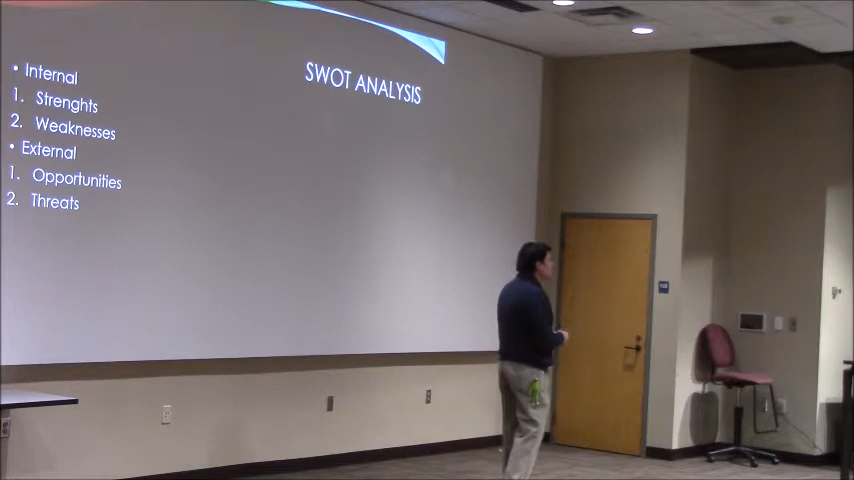 SWOT ANALYSIS
• Internal
1. Strenghts
2. Weaknesses
• External
1. Opportunities
2. Threats